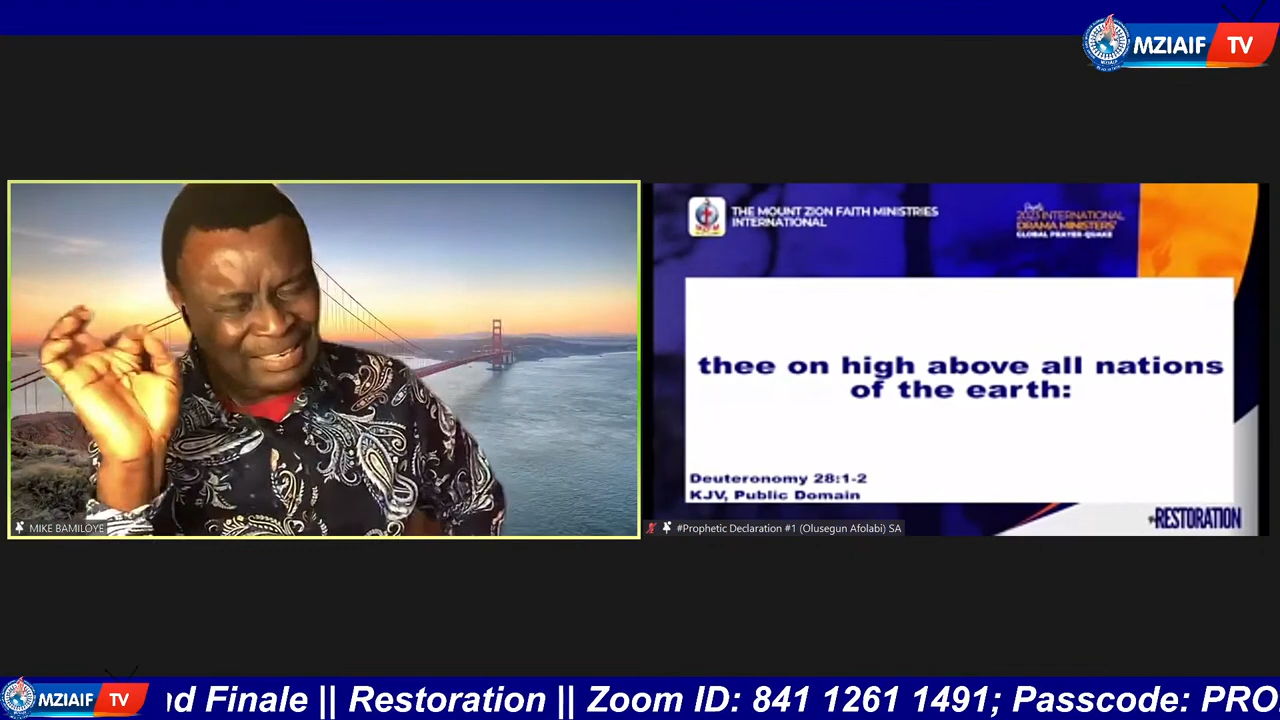 MZIAIF TV
THE MOUNT ZION FAITH MINISTRIES
INTERNATIONAL
2023 INTERNATIONAL
DRAMA MINISTERS'
GLOBAL PRAYER-QUAKE
thee on high above all nations
of the earth:
Deuteronomy 28:1-2
KJV, Public Domain
#RESTORATION
MIKE BAMILOYE
#Prophetic Declaration #1 (Olusegun Afolabi) SA
MZIAIF TV
d Finale || Restoration || Zoom ID: 841 1261 1491; Passcode: PRO